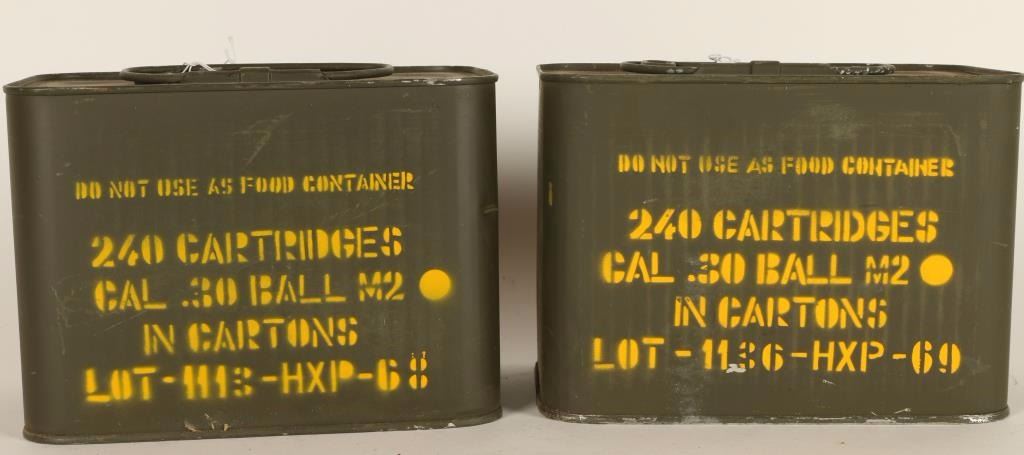 DO NOT USE AS FOOD CONTAINER
240 CARTRIDGES
CAL .30 BALL M2
IN CARTONS
LOT-1113-HXP-68
DO NOT USE AS FOOD CONTAINER
240 CARTRIDGES
CAL .30 BALL M2
IN CARTONS
LOT-1136-HXP-69